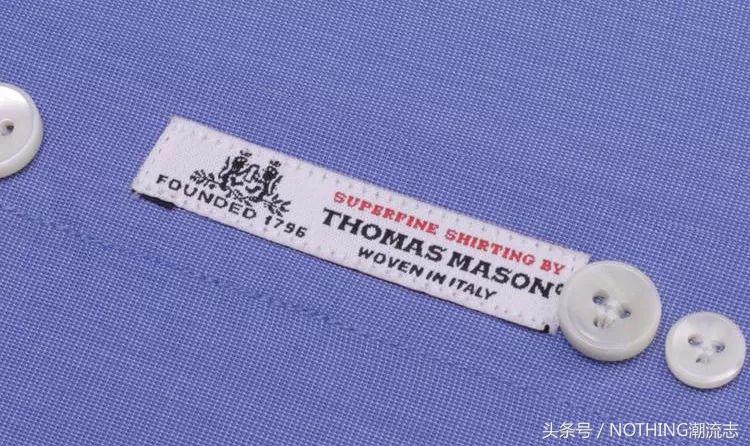 FOUNDED 1796
SUPERFINE SHIRTING BY
THOMAS MASON®
WOVEN IN ITALY
头条号 / NOTHING潮流志